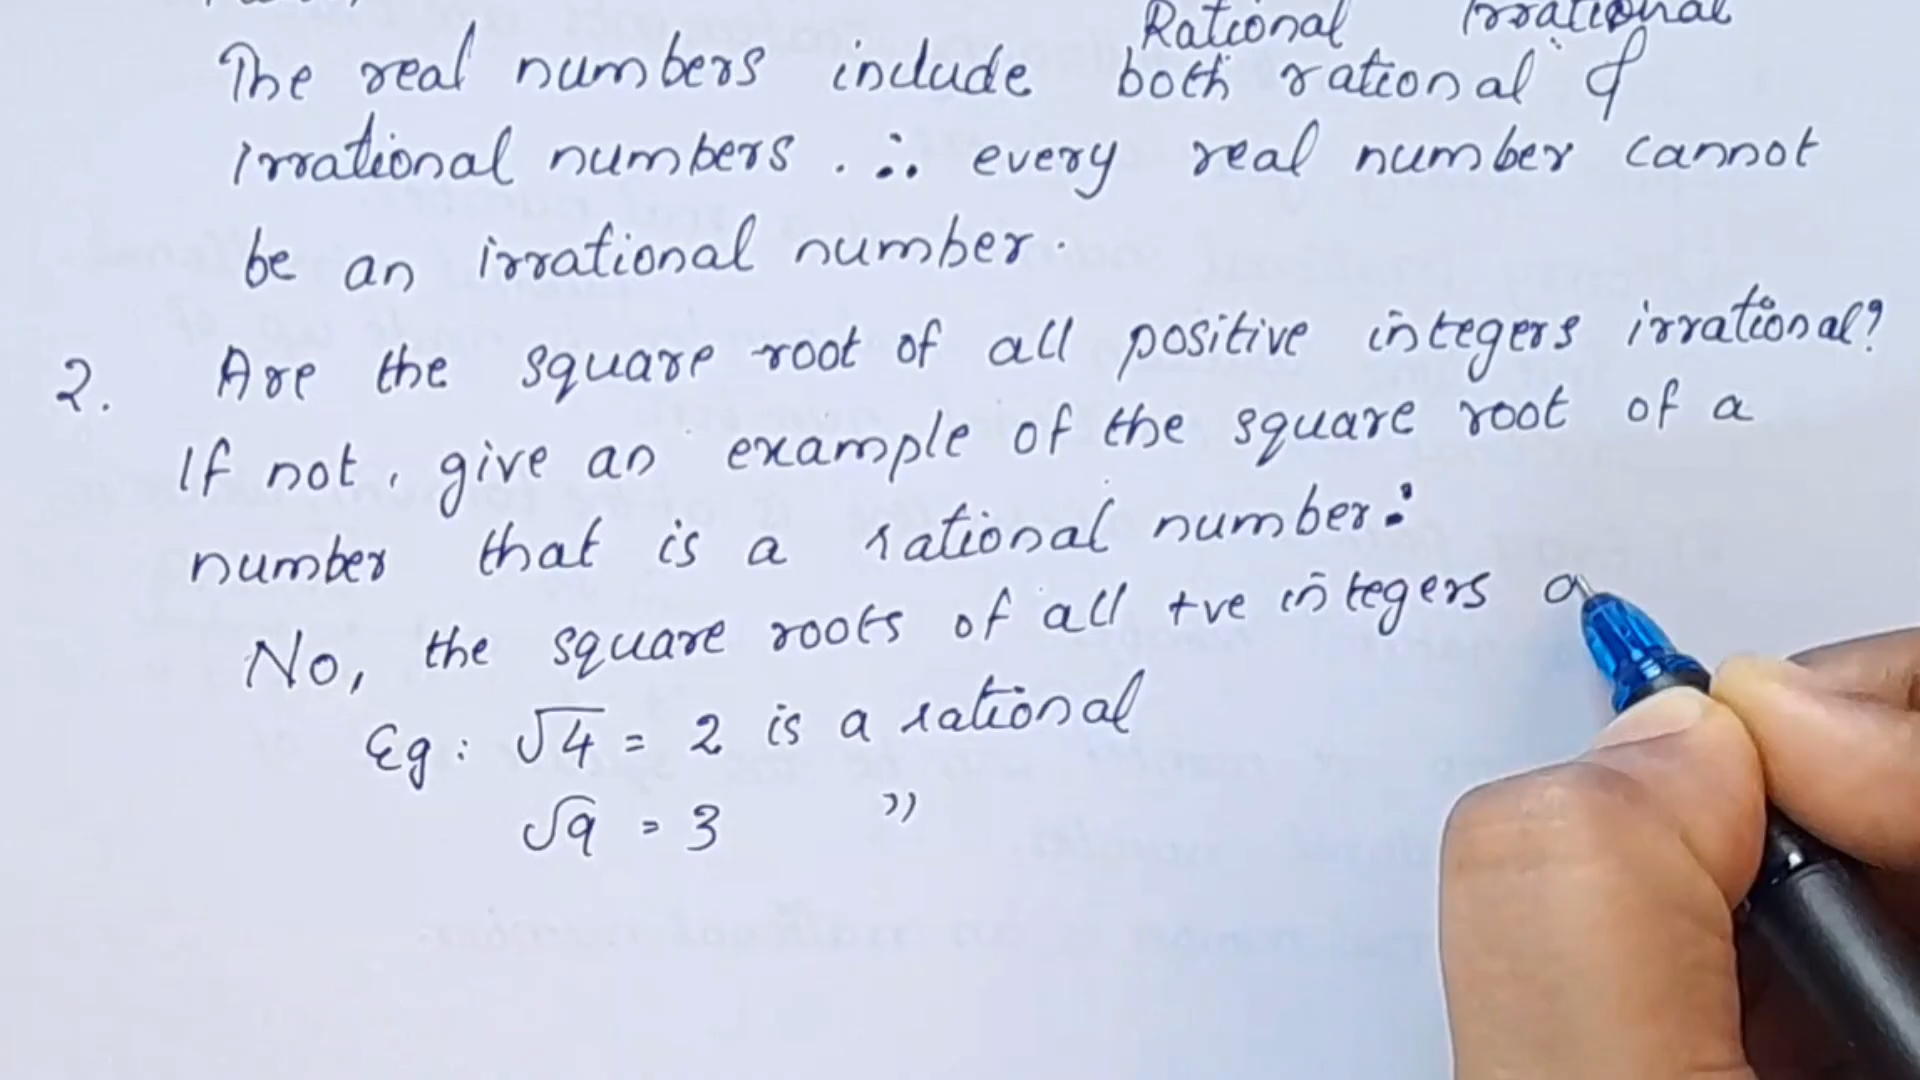 Rational Irrational
The real numbers include both rational &
irrational numbers. ∴ every real number cannot
be an irrational number.
2. Are the square root of all positive integers irrational?
If not, give an example of the square root of a
number that is a rational number:
No, the square roots of all +ve integers a
Eg: √4 = 2 is a rational
√9 = 3 "